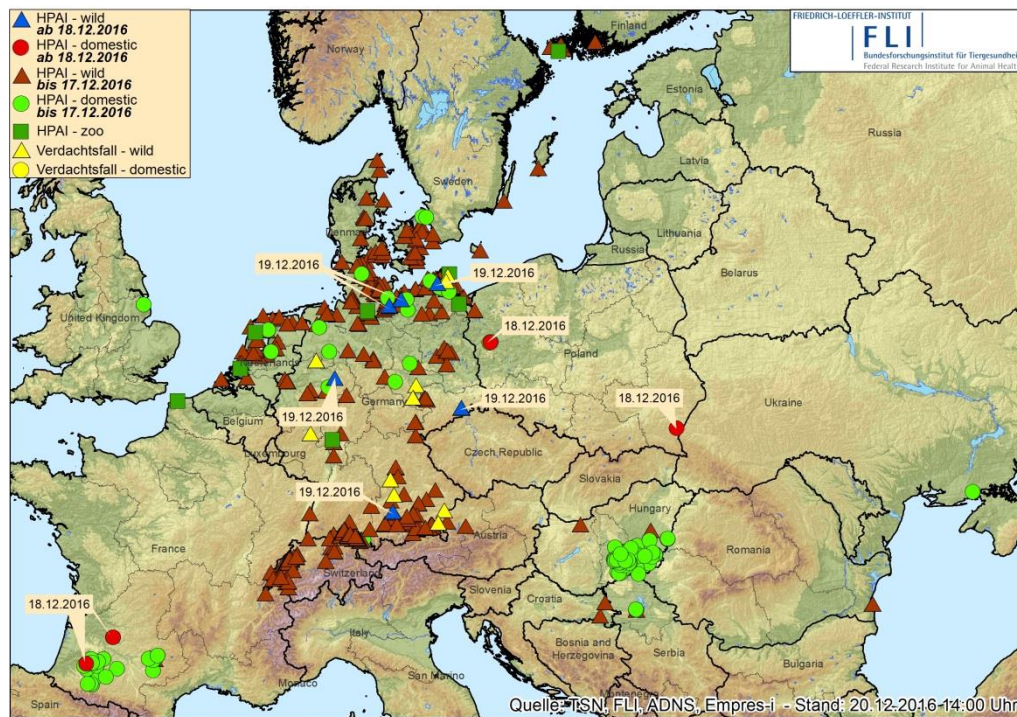 HPAI - wild
ab 18.12.2016
HPAI - domestic
ab 18.12.2016
HPAI - wild
bis 17.12.2016
HPAI - domestic
bis 17.12.2016
HPAI - zoo
Verdachtsfall - wild
Verdachtsfall - domestic
FRIEDRICH-LOEFFLER-INSTITUT
FLI
Bundesforschungsinstitut für Tiergesundheit
Federal Research Institute for Animal Health
Norway
Finland
Estonia
Russia
Sweden
Latvia
Denmark
Lithuania
Russia
Belarus
19.12.2016
19.12.2016
United Kingdom
18.12.2016
Poland
Netherlands
Germany
19.12.2016
18.12.2016
Ukraine
19.12.2016
Belgium
Luxembourg
Czech Republic
Slovakia
19.12.2016
Hungary
France
Austria
Switzerland
Romania
Slovenia
Croatia
18.12.2016
Italy
Bosnia and
Herzegovina
Serbia
San Marino
Bulgaria
Monaco
Montenegro
Spain
Quelle: TSN, FLI, ADNS, Empres-i - Stand: 20.12.2016 14:00 Uhr